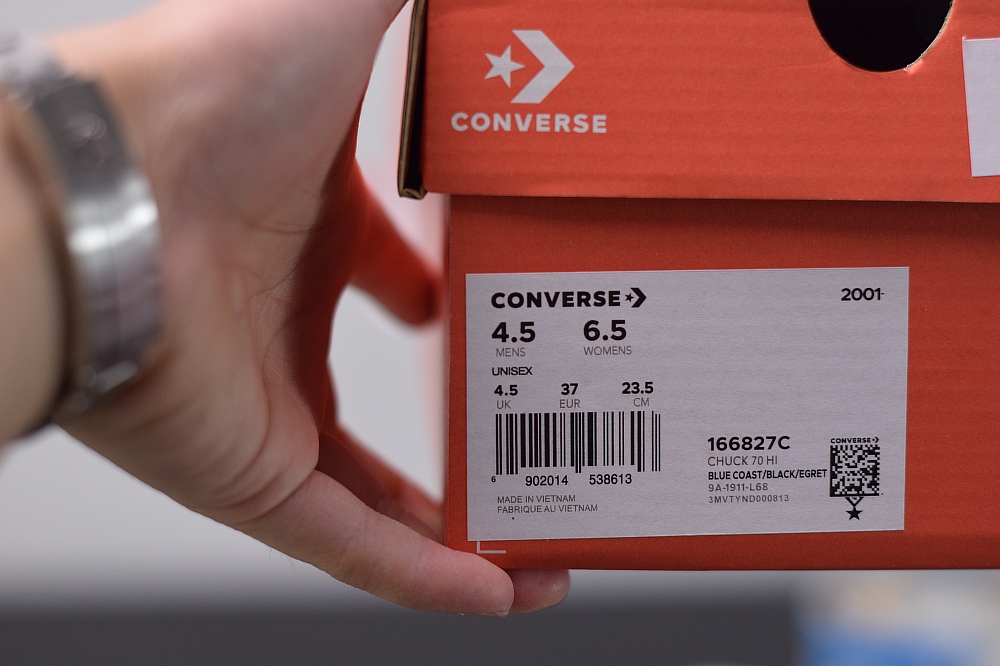 CONVERSE
CONVERSE
2001-
4.5 6.5
MENS WOMENS
UNISEX
4.5 37 23.5
UK EUR CM
6 902014 538613
MADE IN VIETNAM
FABRIQUE AU VIETNAM
166827C
CHUCK 70 HI
BLUE COAST/BLACK/EGRET
9A-1911-L68
3MVTYND000813
CONVERSE